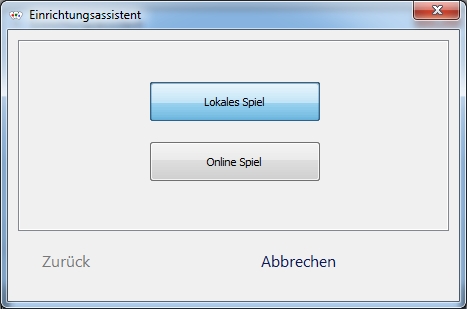 Einrichtungsassistent
Lokales Spiel
Online Spiel
Zurück
Abbrechen